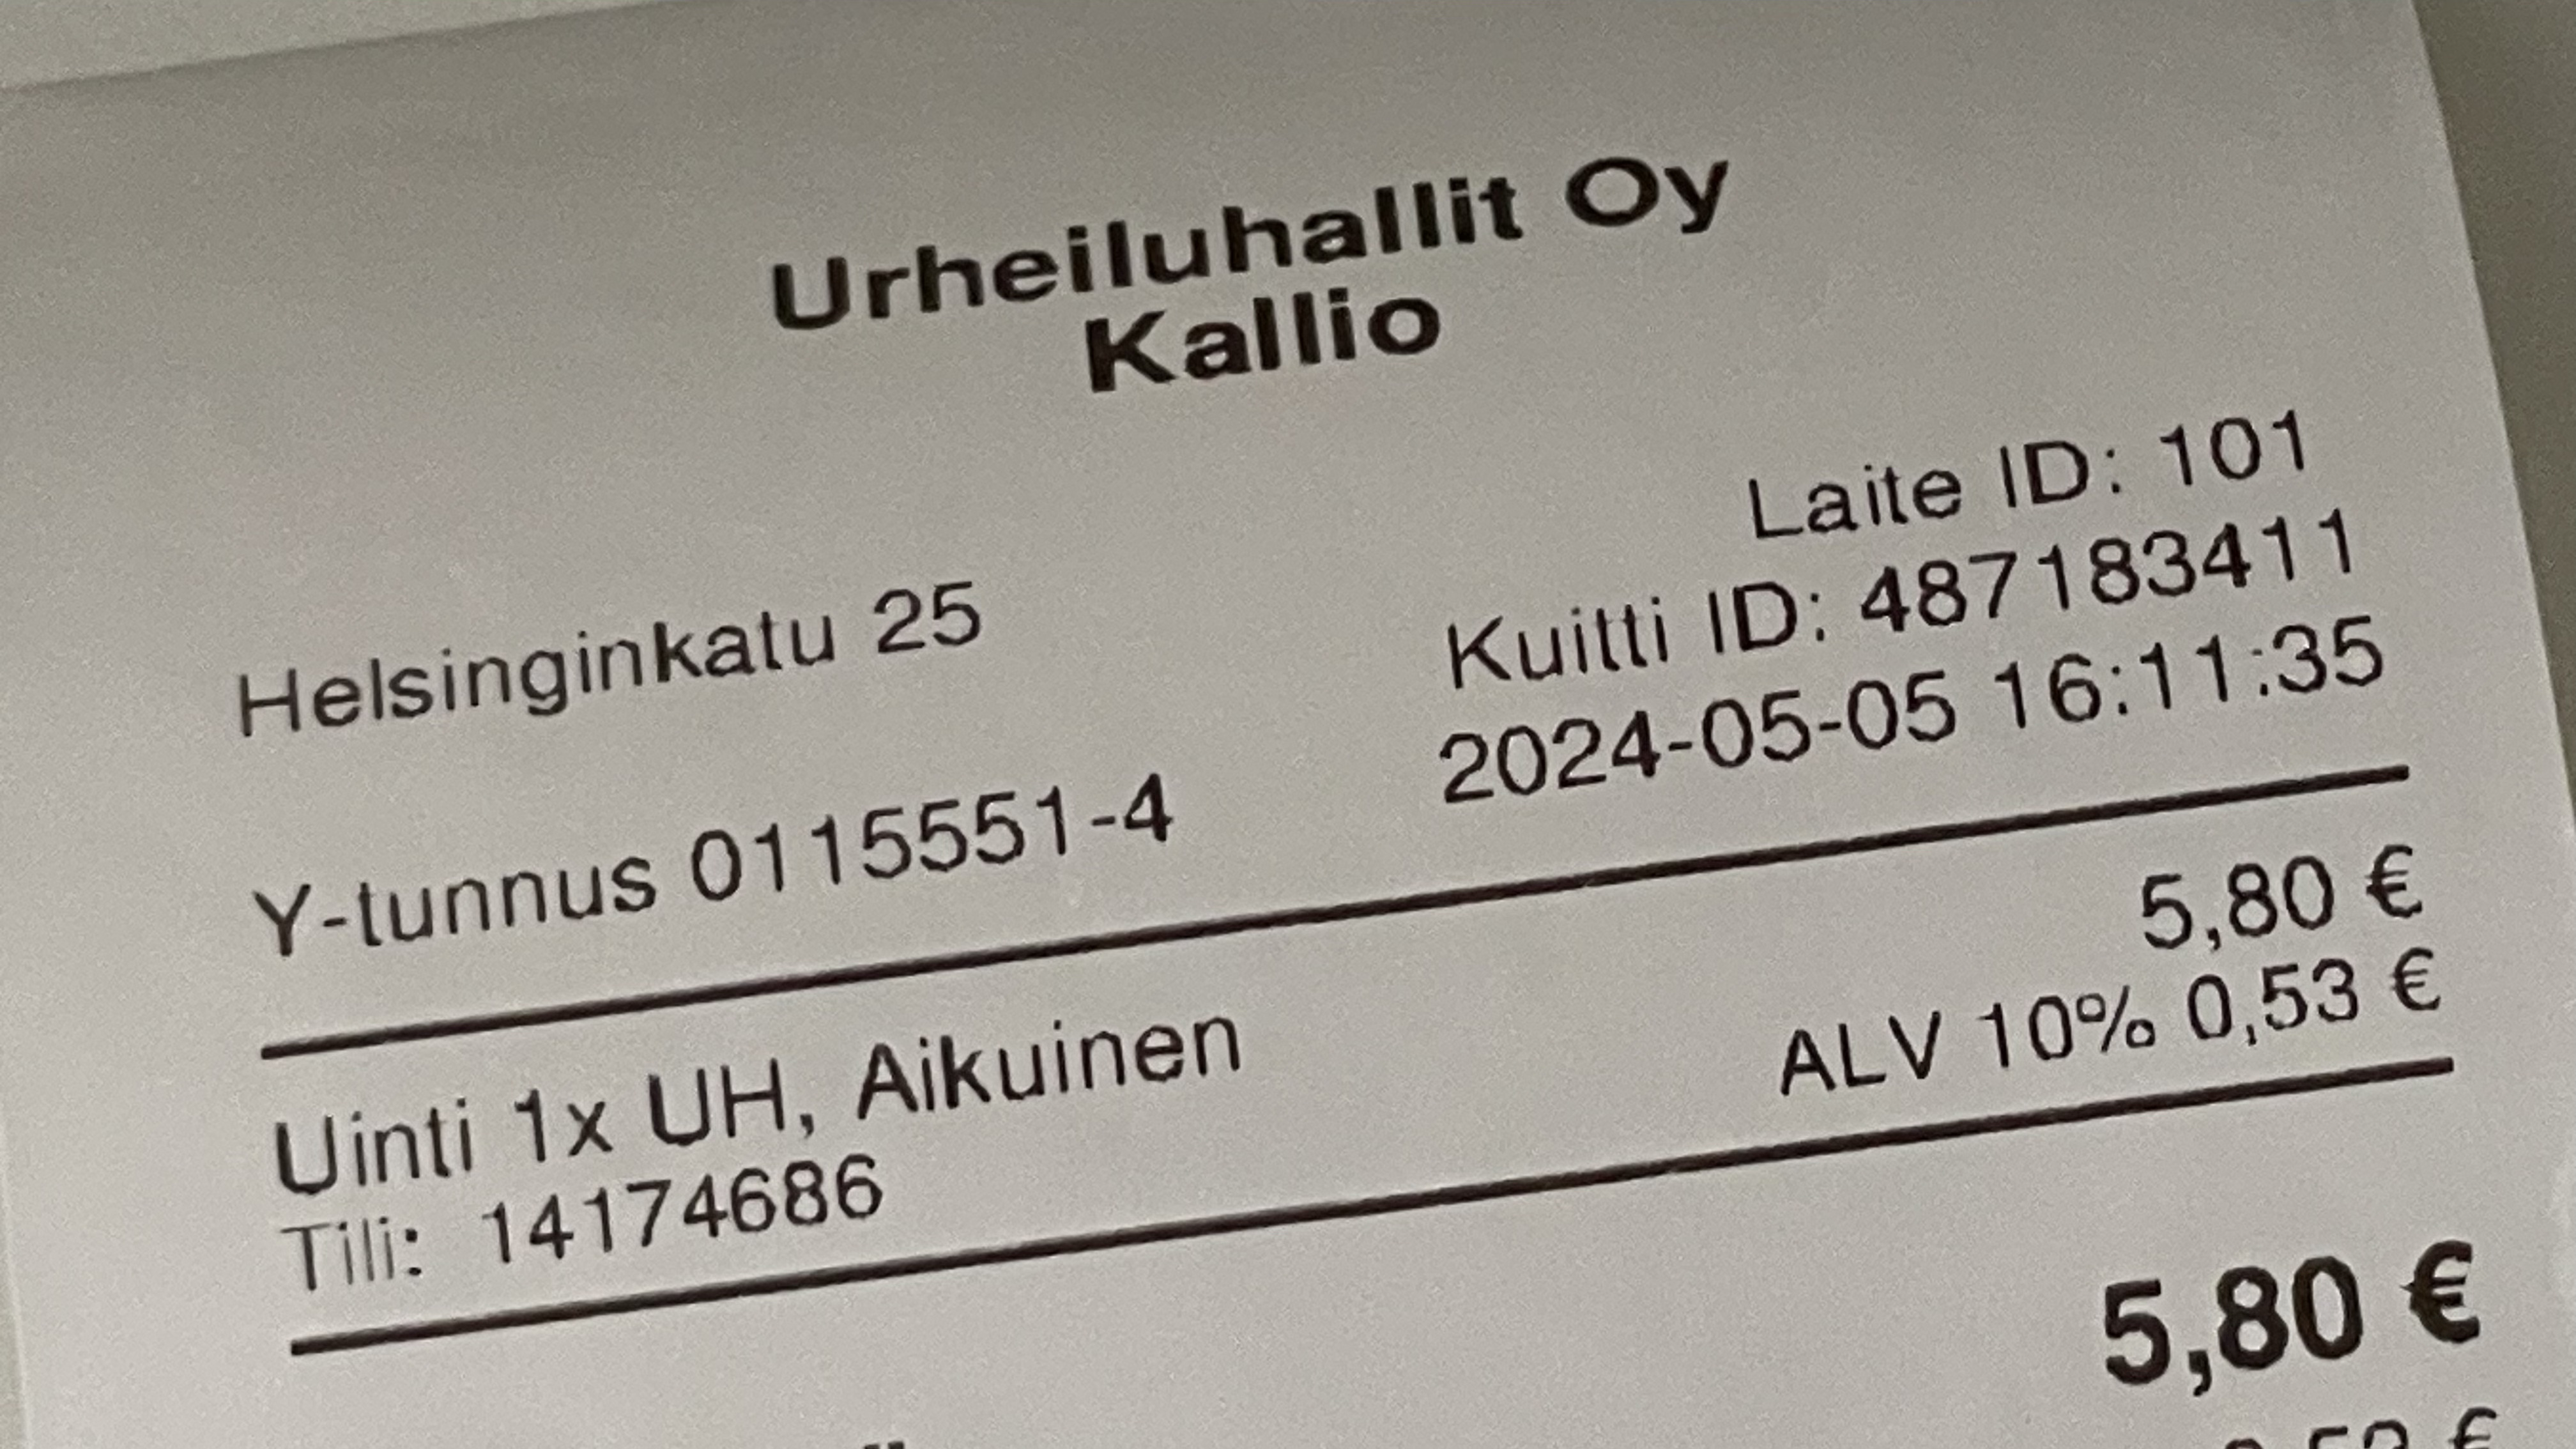 Urheiluhallit Oy
Kallio
Laite ID: 101
Helsinginkatu 25
Kuitti ID: 487183411
2024-05-05 16:11:35
Y-tunnus 0115551-4
5,80 €
Uinti 1x UH, Aikuinen
ALV 10% 0,53 €
Tili: 14174686
5,80 €